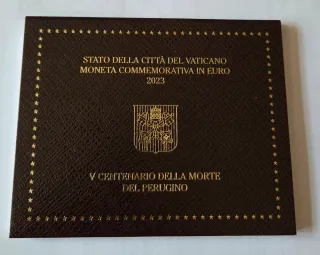 STATO DELLA CITTÀ DEL VATICANO
MONETA COMMEMORATIVA IN EURO
2023
V CENTENARIO DELLA MORTE
DEL PERUGINO